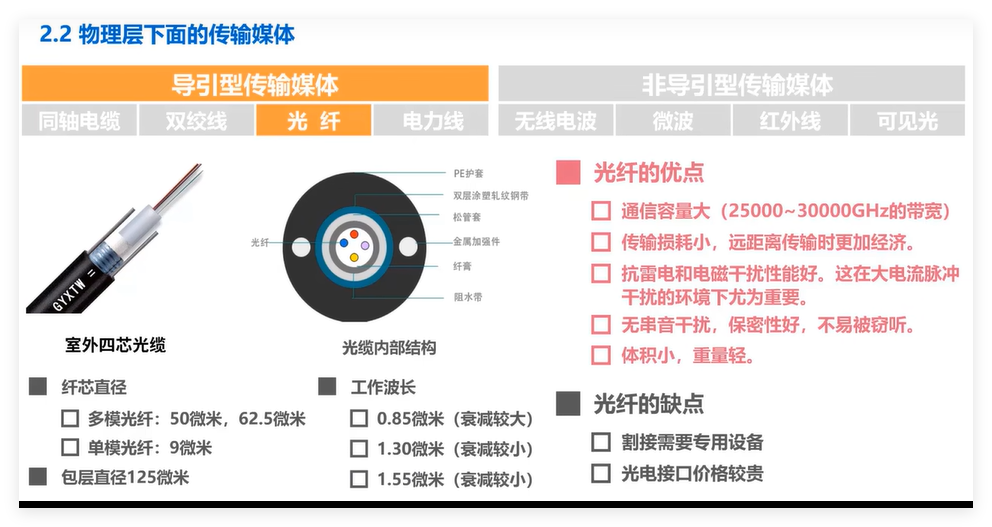 2.2 物理层下面的传输媒体
导引型传输媒体
非导引型传输媒体
同轴电缆
双绞线
光 纤
电力线
无线电波
微波
红外线
可见光
GYXTW =
室外四芯光缆
光纤
PE护套
双层涂塑轧纹钢带
松管套
金属加强件
纤膏
阻水带
光缆内部结构
纤芯直径
多模光纤：50微米，62.5微米
单模光纤：9微米
包层直径125微米
工作波长
0.85微米（衰减较大）
1.30微米（衰减较小）
1.55微米（衰减较小）
光纤的优点
通信容量大（25000~30000GHz的带宽）
传输损耗小，远距离传输时更加经济。
抗雷电和电磁干扰性能好。这在大电流脉冲
干扰的环境下尤为重要。
无串音干扰，保密性好，不易被窃听。
体积小，重量轻。
光纤的缺点
割接需要专用设备
光电接口价格较贵